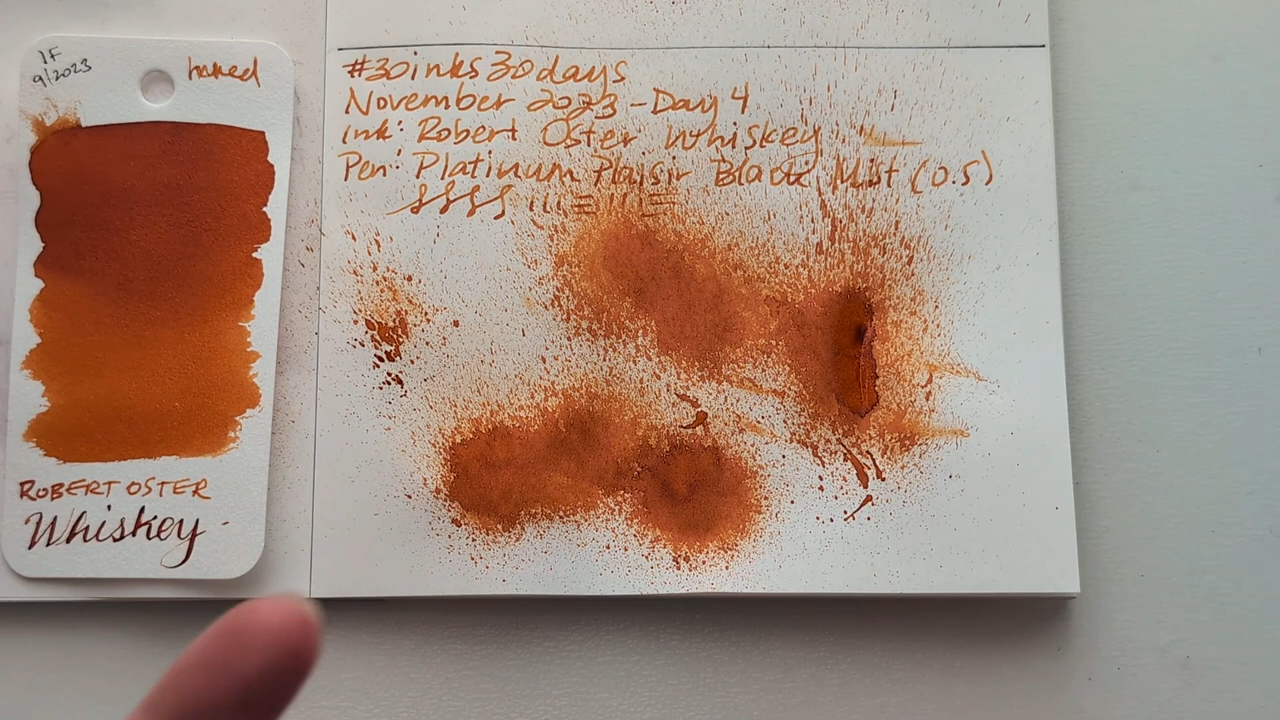 IF
9/2023
inked
ROBERT OSTER
Whiskey
#30inks30days
November 2023 - Day 4
Ink: Robert Oster Whiskey
Pen: Platinum Plaisir Black Mist (0.5)